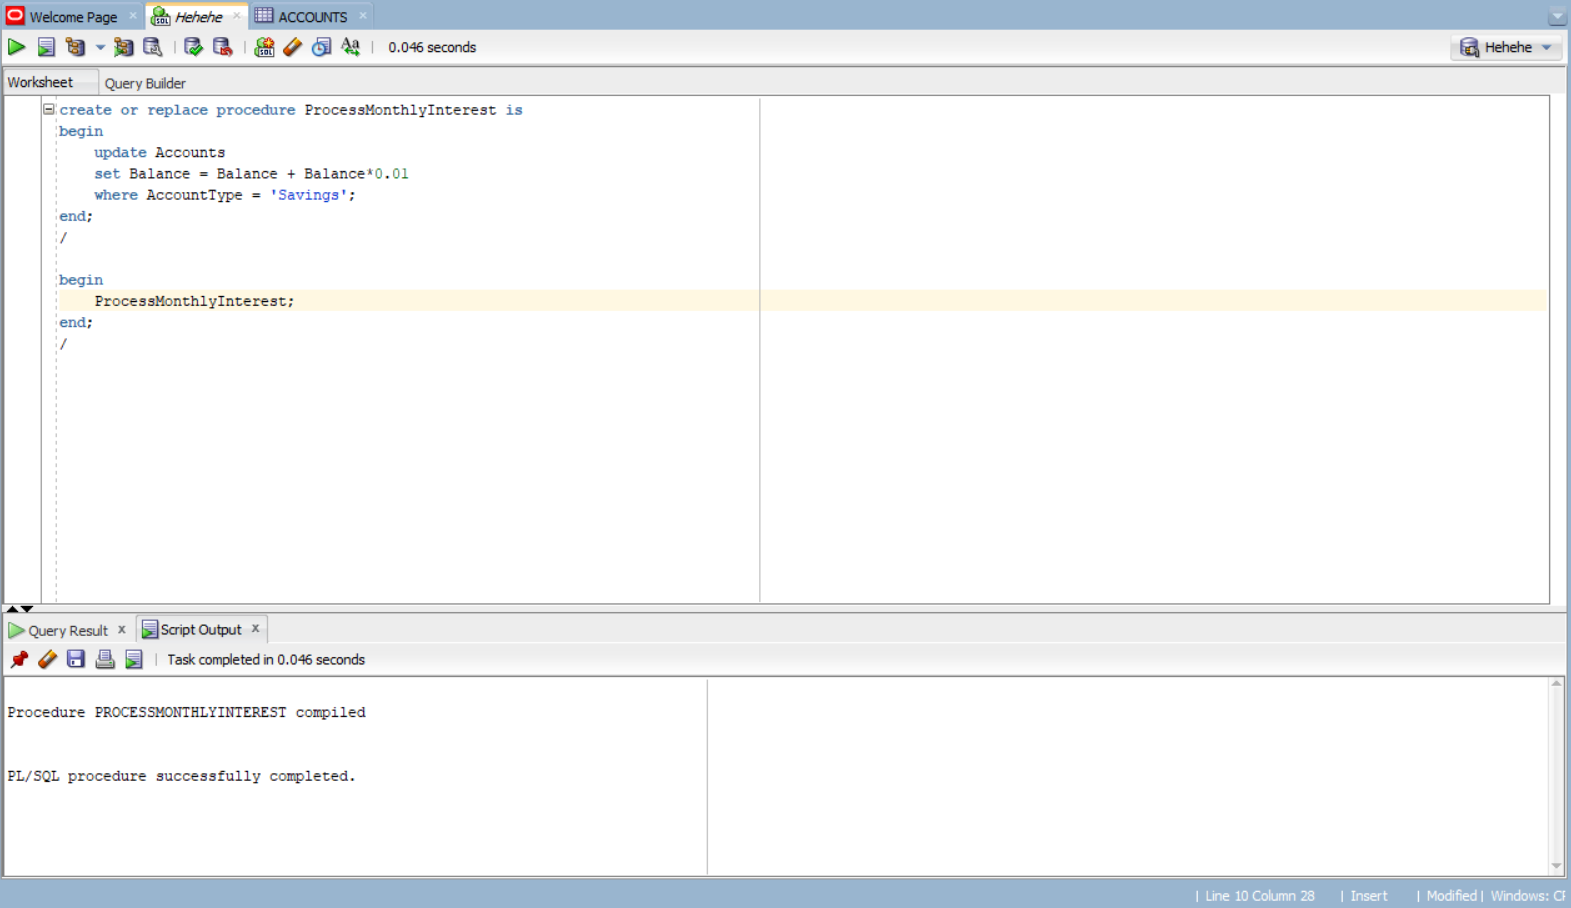 Welcome Page
Hehehe
ACCOUNTS
0.046 seconds
Hehehe
Worksheet
Query Builder
create or replace procedure ProcessMonthlyInterest is
begin
    update Accounts
    set Balance = Balance + Balance*0.01
    where AccountType = 'Savings';
end;
/

begin
    ProcessMonthlyInterest;
end;
/
Query Result
Script Output
Task completed in 0.046 seconds
Procedure PROCESSMONTHLYINTEREST compiled
PL/SQL procedure successfully completed.
| Line 10 Column 28 | Insert | Modified | Windows: